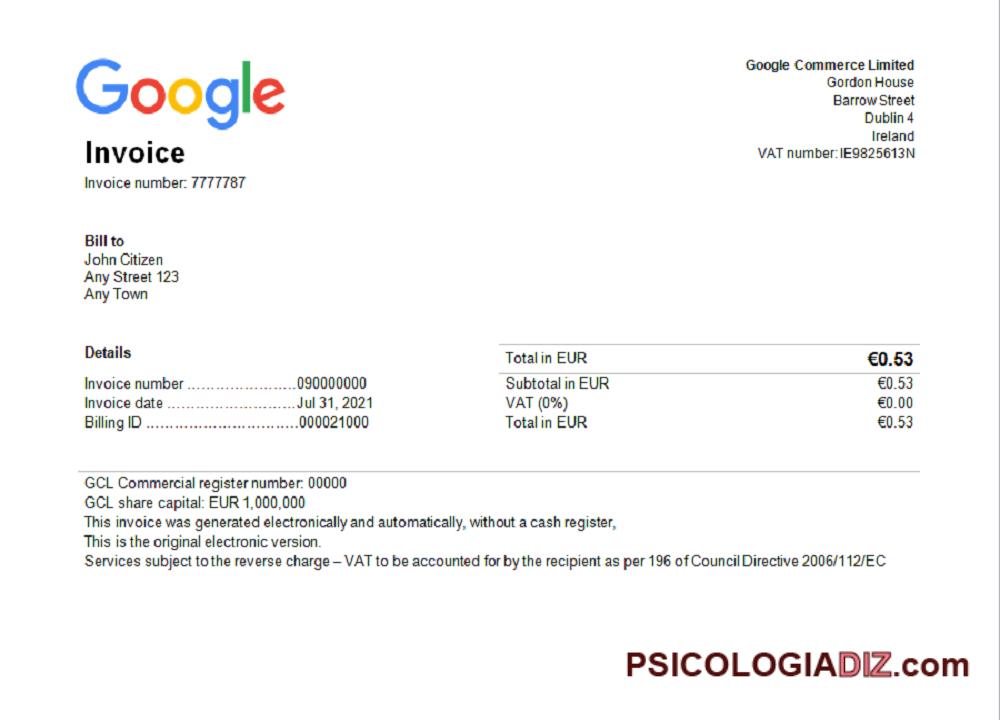 Google
Google Commerce Limited
Gordon House
Barrow Street
Dublin 4
Ireland
VAT number: IE9825613N
Invoice
Invoice number: 7777787
Bill to
John Citizen
Any Street 123
Any Town
Details
Invoice number ......................090000000
Invoice date ..........................Jul 31, 2021
Billing ID ...............................000021000
Total in EUR €0.53
Subtotal in EUR €0.53
VAT (0%) €0.00
Total in EUR €0.53
GCL Commercial register number: 00000
GCL share capital: EUR 1,000,000
This invoice was generated electronically and automatically, without a cash register,
This is the original electronic version.
Services subject to the reverse charge – VAT to be accounted for by the recipient as per 196 of Council Directive 2006/112/EC
PSICOLOGIADIZ.com